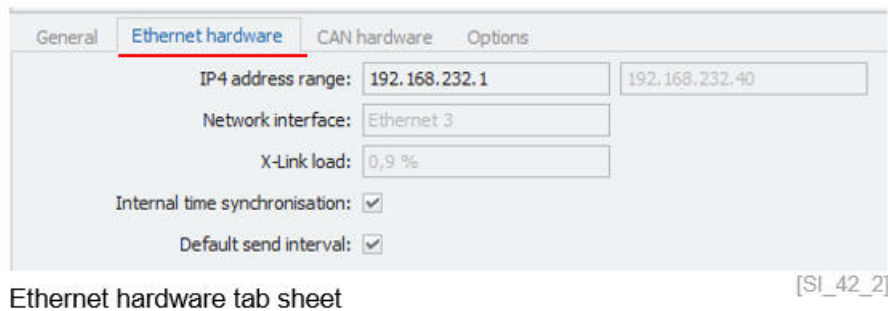 General Ethernet hardware CAN hardware Options
IP4 address range: 192.168.232.1 192.168.232.40
Network interface: Ethernet 3
X-Link load: 0,9 %
Internal time synchronisation:
Default send interval:
[SI_42_2]
Ethernet hardware tab sheet